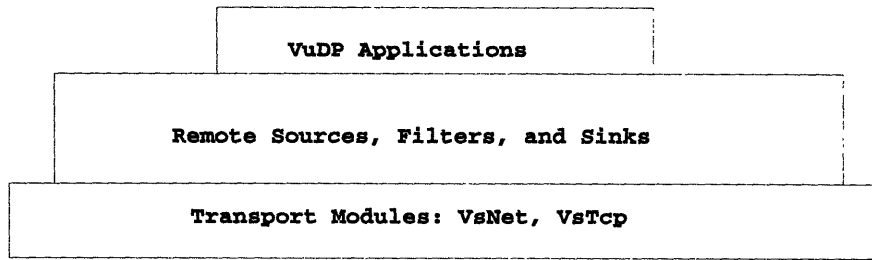 VuDP Applications
Remote Sources, Filters, and Sinks
Transport Modules: VsNet, VsTcp